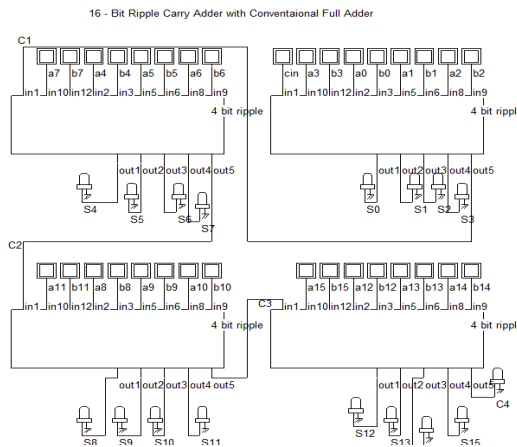 16 - Bit Ripple Carry Adder with Conventaional Full Adder
C1
a7 b7 a4 b4 a5 b5 a6 b6
cin a3 b3 a0 b0 a1 b1 a2 b2
in1 in10 in12 in2 in3 in5 in6 in8 in9
in1 in10 in12 in2 in3 in5 in6 in8 in9
4 bit ripple
4 bit rippl
out1 out2 out3 out4 out5
out1 out2 out3 out4 out5
S4 S5 S6 S7
S0 S1 S2 S3
C2
a11 b11 a8 b8 a9 b9 a10 b10
C3
a15 b15 a12 b12 a13 b13 a14 b14
in1 in10 in12 in2 in3 in5 in6 in8 in9
in1 in10 in12 in2 in3 in5 in6 in8 in9
4 bit ripple
4 bit rippl
out1 out2 out3 out4 out5
out1 out2 out3 out4 out5
S8 S9 S10 S11
S12 S13 S15
C4